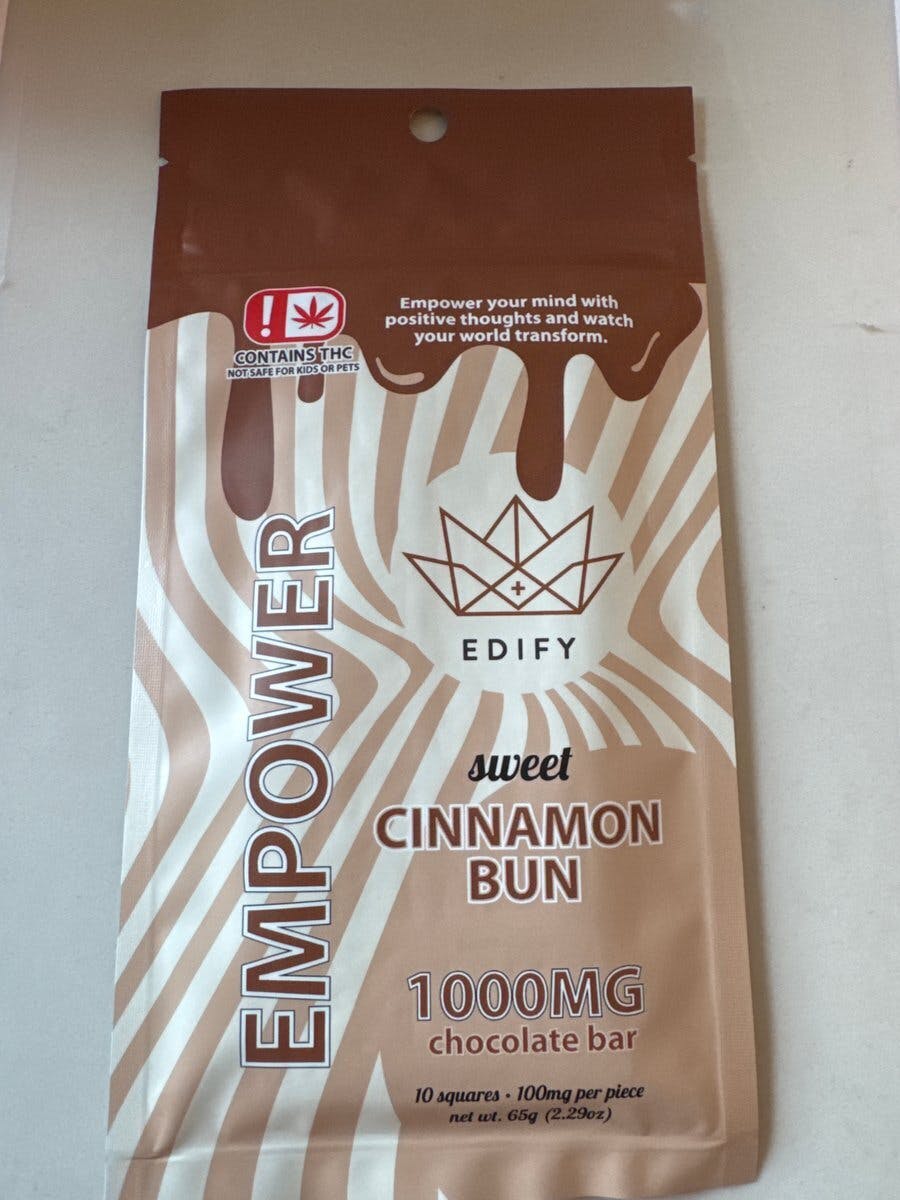 !
CONTAINS THC
NOT SAFE FOR KIDS OR PETS
Empower your mind with
positive thoughts and watch
your world transform.
EMPOWER
EDIFY
sweet
CINNAMON
BUN
1000MG
chocolate bar
10 squares • 100mg per piece
net wt. 65g (2.29oz)